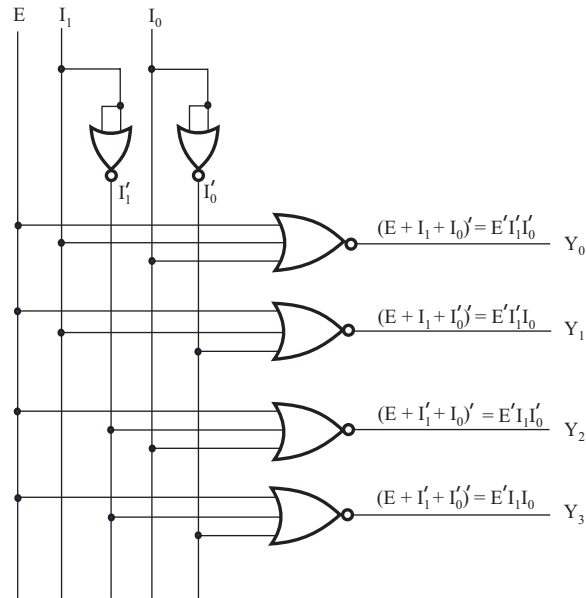 E I₁ I₀
I₁′ I₀′
(E + I₁ + I₀)′ = E′I₁′I₀′ Y₀
(E + I₁ + I₀′)′ = E′I₁′I₀ Y₁
(E + I₁′ + I₀)′ = E′I₁I₀′ Y₂
(E + I₁′ + I₀′)′ = E′I₁I₀ Y₃